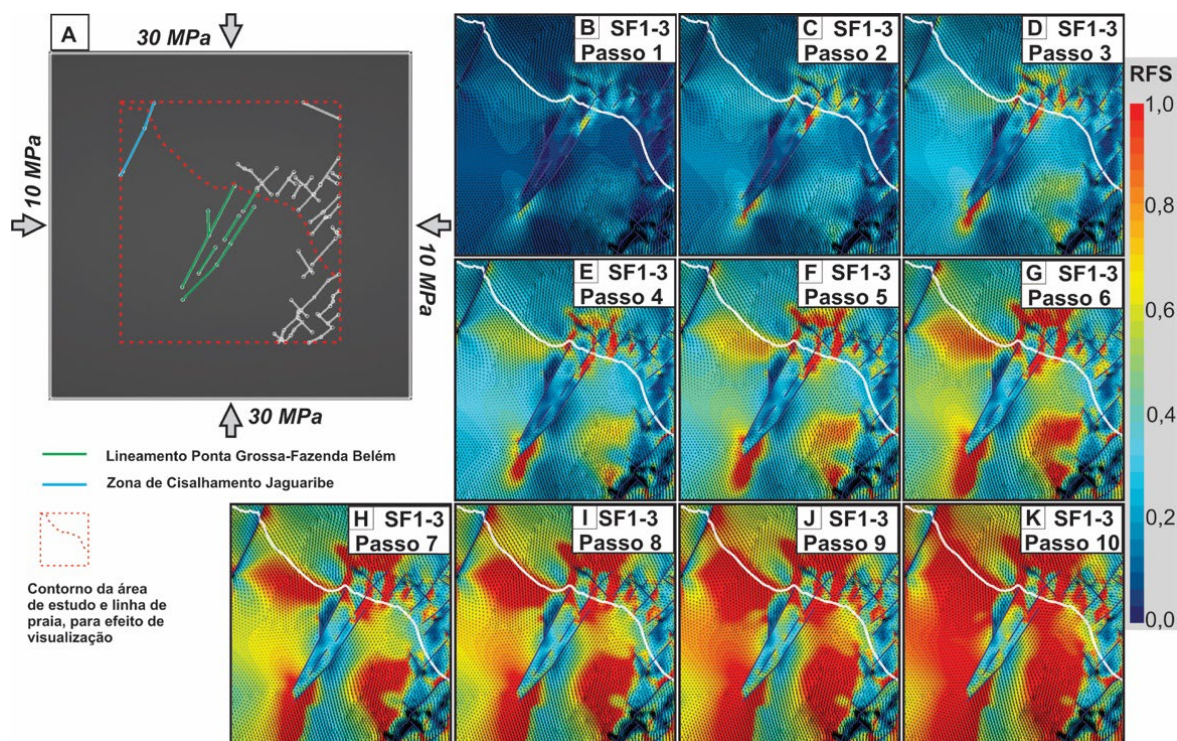 A
30 MPa
10 MPa
10 MPa
30 MPa
Lineamento Ponta Grossa-Fazenda Belém
Zona de Cisalhamento Jaguaribe
Contorno da área
de estudo e linha de
praia, para efeito de
visualização
B SF1-3
Passo 1
C SF1-3
Passo 2
D SF1-3
Passo 3
E SF1-3
Passo 4
F SF1-3
Passo 5
G SF1-3
Passo 6
H SF1-3
Passo 7
I SF1-3
Passo 8
J SF1-3
Passo 9
K SF1-3
Passo 10
RFS
1,0
0,8
0,6
0,4
0,2
0,0